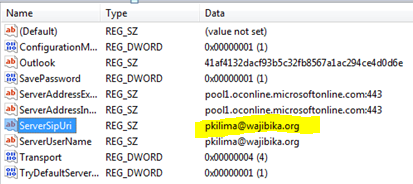 Name Type Data
(Default) REG_SZ (value not set)
ConfigurationM... REG_DWORD 0x00000001 (1)
Outlook REG_SZ 41af4132dacf93b5c32fb8567a1ac294ce4d0d6e
SavePassword REG_DWORD 0x00000001 (1)
ServerAddressEx... REG_SZ pool1.oconline.microsoftonline.com:443
ServerAddressIn... REG_SZ pool1.oconline.microsoftonline.com:443
ServerSipUri REG_SZ pkilima@wajibika.org
ServerUserName REG_SZ pkilima@wajibika.org
Transport REG_DWORD 0x00000004 (4)
TryDefaultServer... REG_DWORD 0x00000001 (1)